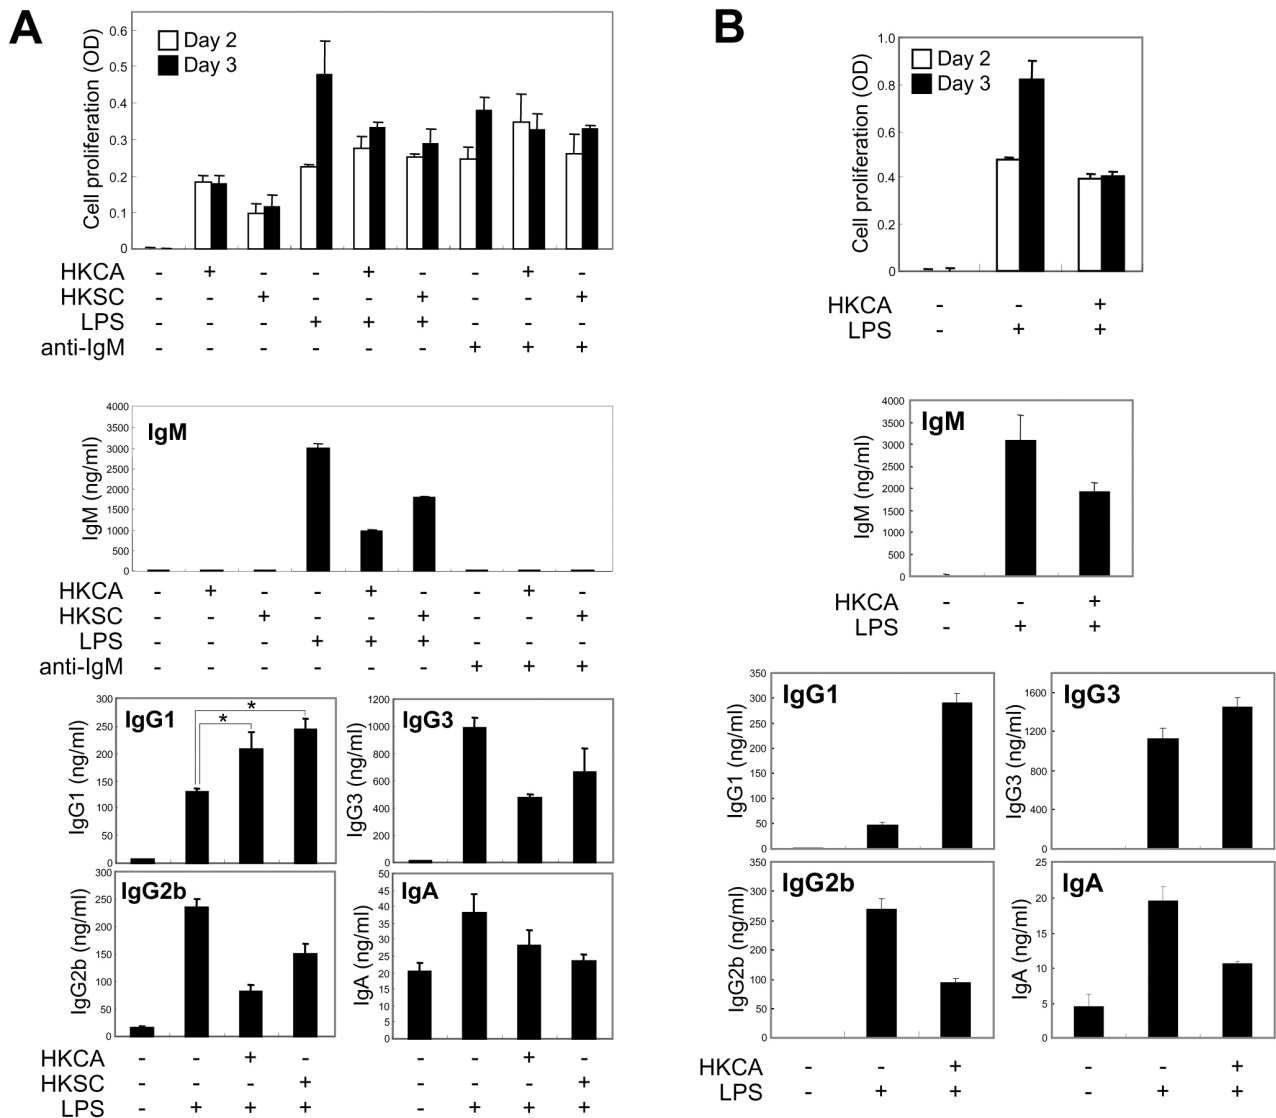 A
Cell proliferation (OD)
0.6
0.5
0.4
0.3
0.2
0.1
0
Day 2
Day 3
HKCA - + - - + - - + -
HKSC - - + - - + - - +
LPS - - - + + + - - -
anti-IgM - - - - - - + + +
IgM
IgM (ng/ml)
4000
3500
3000
2500
2000
1500
1000
500
0
HKCA - + - - + - - + -
HKSC - - + - - + - - +
LPS - - - + + + - - -
anti-IgM - - - - - - + + +
IgG1
IgG1 (ng/ml)
300
250
200
150
100
50
0
*
*
IgG3
IgG3 (ng/ml)
1200
1000
800
600
400
200
0
IgG2b
IgG2b (ng/ml)
300
250
200
150
100
50
0
IgA
IgA (ng/ml)
50
45
40
35
30
25
20
15
10
5
0
HKCA - - + - - - + -
HKSC - - - + - - - +
LPS - + + + - + + +
B
Cell proliferation (OD)
1.0
0.8
0.6
0.4
0.2
0
Day 2
Day 3
HKCA - - +
LPS - + +
IgM
IgM (ng/ml)
4000
3500
3000
2500
2000
1500
1000
500
0
HKCA - - +
LPS - + +
IgG1
IgG1 (ng/ml)
350
300
250
200
150
100
50
0
IgG3
IgG3 (ng/ml)
1600
1200
800
400
IgG2b
IgG2b (ng/ml)
350
300
250
200
150
100
50
0
IgA
IgA (ng/ml)
25
20
15
10
5
0
HKCA - - + - - +
LPS - + + - + +